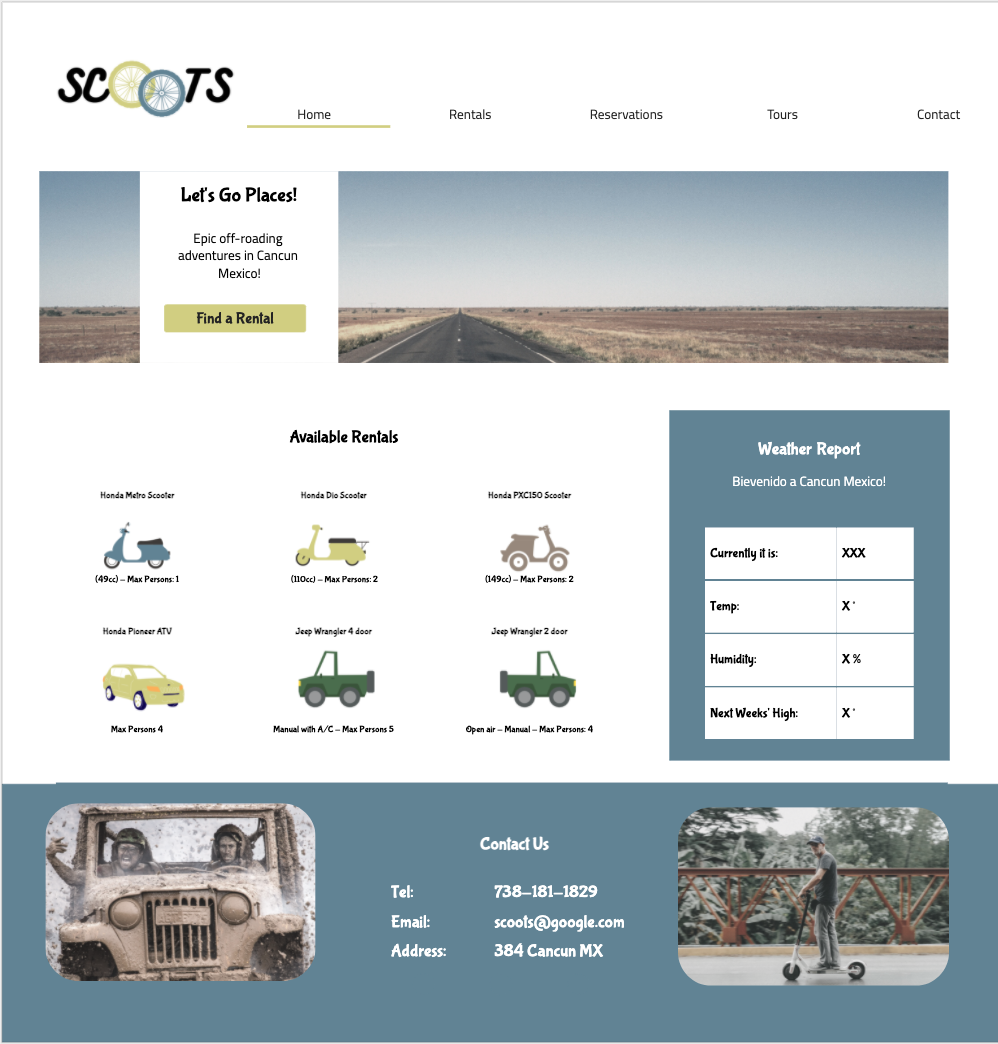 SCOOTS
Home Rentals Reservations Tours Contact
Let's Go Places!
Epic off-roading
adventures in Cancun
Mexico!
Find a Rental
Available Rentals
Honda Metro Scooter Honda Dio Scooter Honda PXC150 Scooter
(49cc) – Max Persons: 1 (110cc) – Max Persons: 2 (149cc) – Max Persons: 2
Honda Pioneer ATV Jeep Wrangler 4 door Jeep Wrangler 2 door
Max Persons 4 Manual with A/C – Max Persons 5 Open air – Manual – Max Persons: 4
Weather Report
Bievenido a Cancun Mexico!
Currently it is: XXX
Temp: X °
Humidity: X %
Next Weeks' High: X °
Contact Us
Tel: 738-181-1829
Email: scoots@google.com
Address: 384 Cancun MX